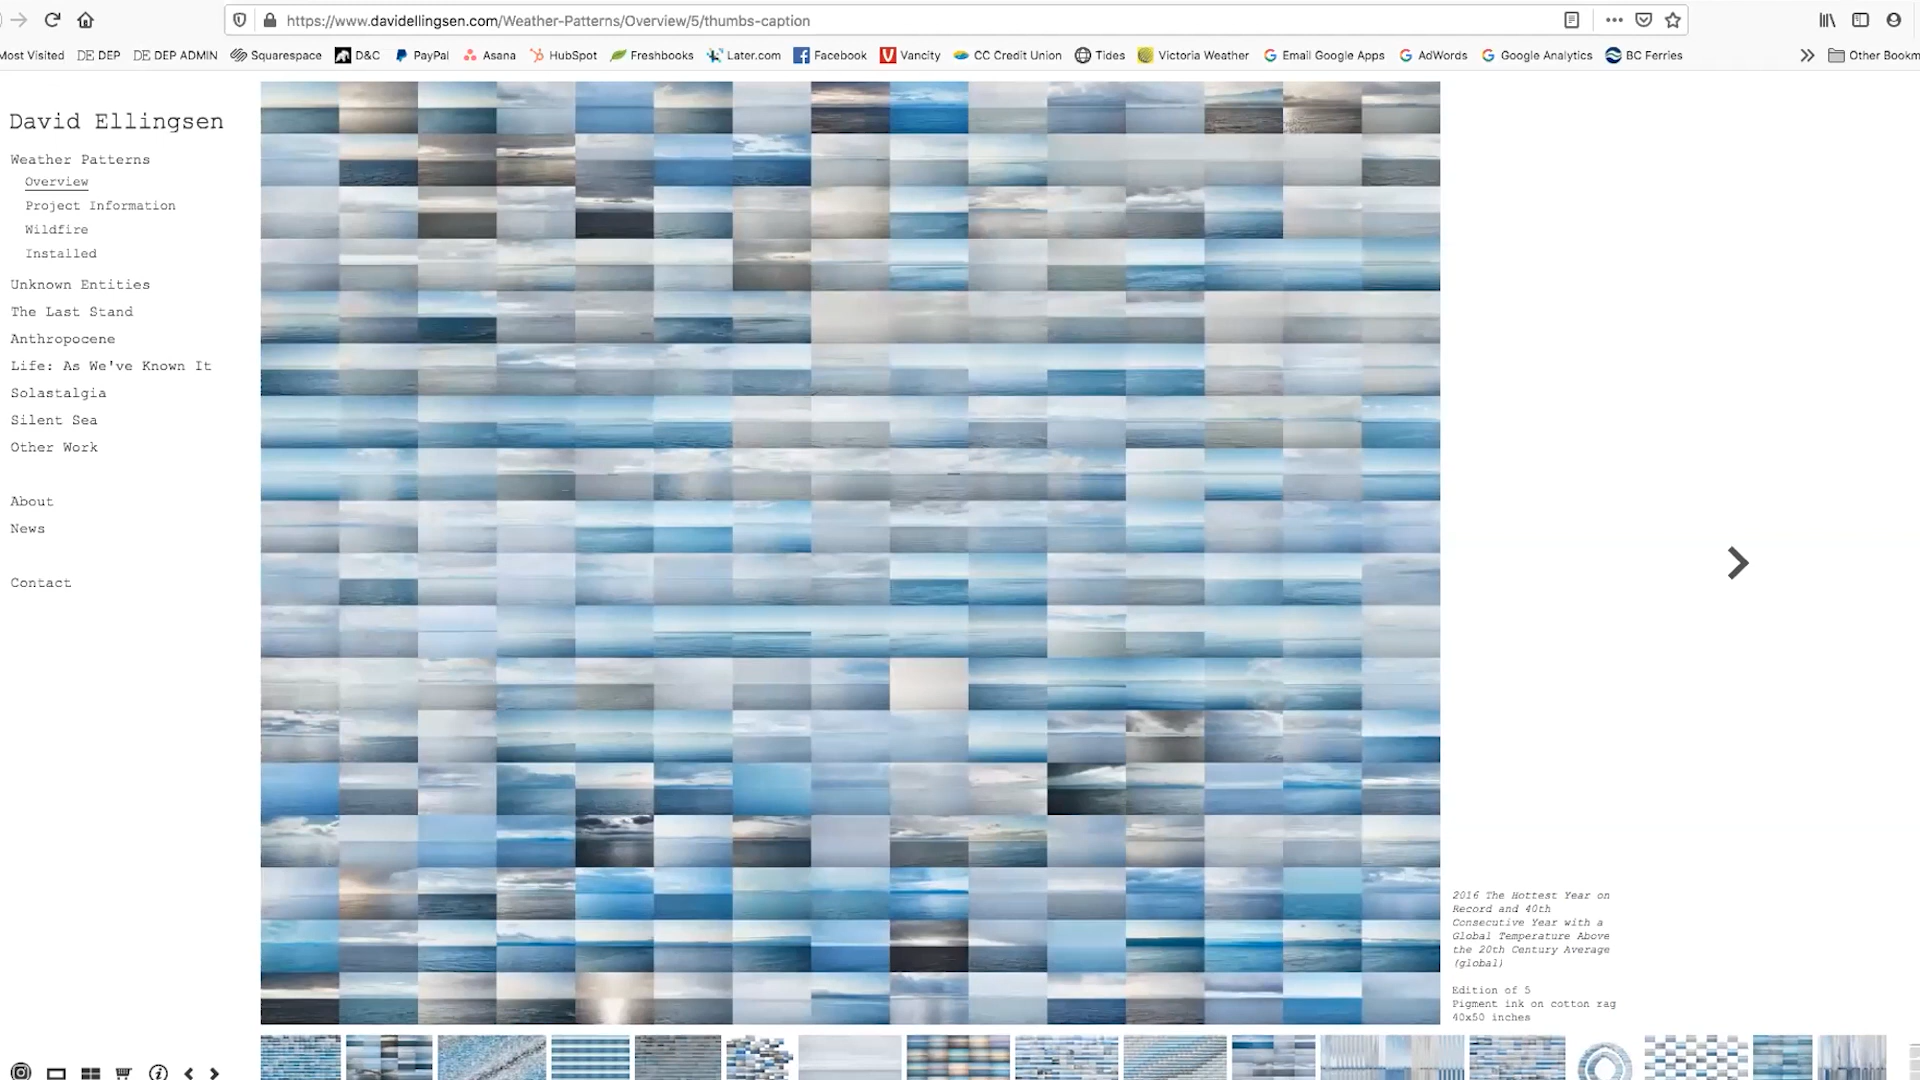 https://www.davidellingsen.com/Weather-Patterns/Overview/5/thumbs-caption
Most Visited DE DEP DE DEP ADMIN Squarespace D&C PayPal Asana HubSpot Freshbooks Later.com Facebook Vancity CC Credit Union Tides Victoria Weather Email Google Apps AdWords Google Analytics BC Ferries Other Bookm
David Ellingsen
Weather Patterns
Overview
Project Information
Wildfire
Installed
Unknown Entities
The Last Stand
Anthropocene
Life: As We've Known It
Solastalgia
Silent Sea
Other Work
About
News
Contact
2016 The Hottest Year on
Record and 40th
Consecutive Year with a
Global Temperature Above
the 20th Century Average
(global)
Edition of 5
Pigment ink on cotton rag
40x50 inches